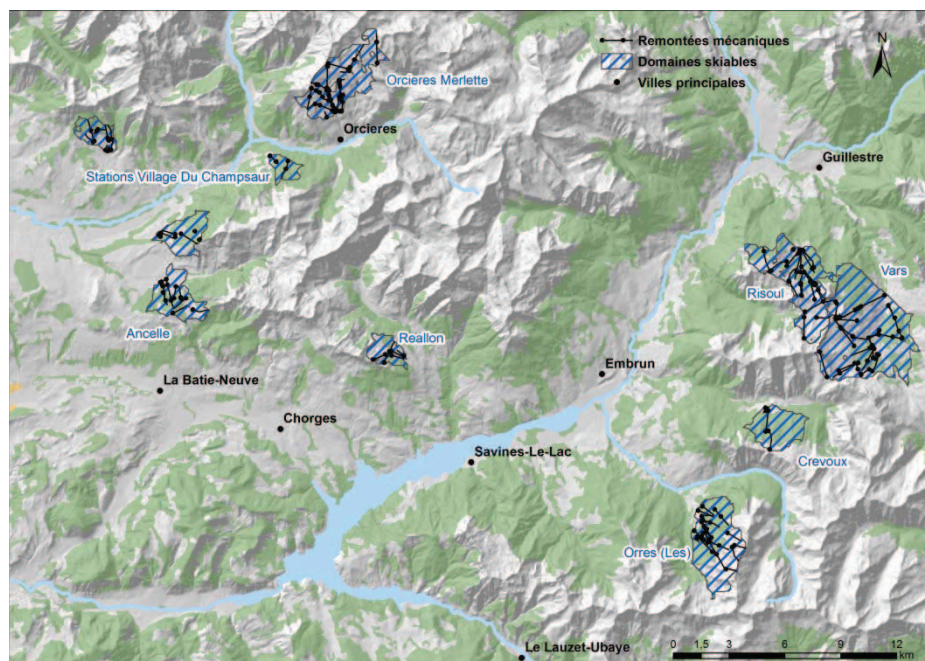 Remontées mécaniques
Domaines skiables
Villes principales
N
Orcieres Merlette
Orcieres
Guillestre
Stations Village Du Champsaur
Vars
Risoul
Ancelle
Reallon
Embrun
La Batie-Neuve
Chorges
Savines-Le-Lac
Crevoux
Orres (Les)
Le Lauzet-Ubaye
0 1.5 3 6 9 12
km